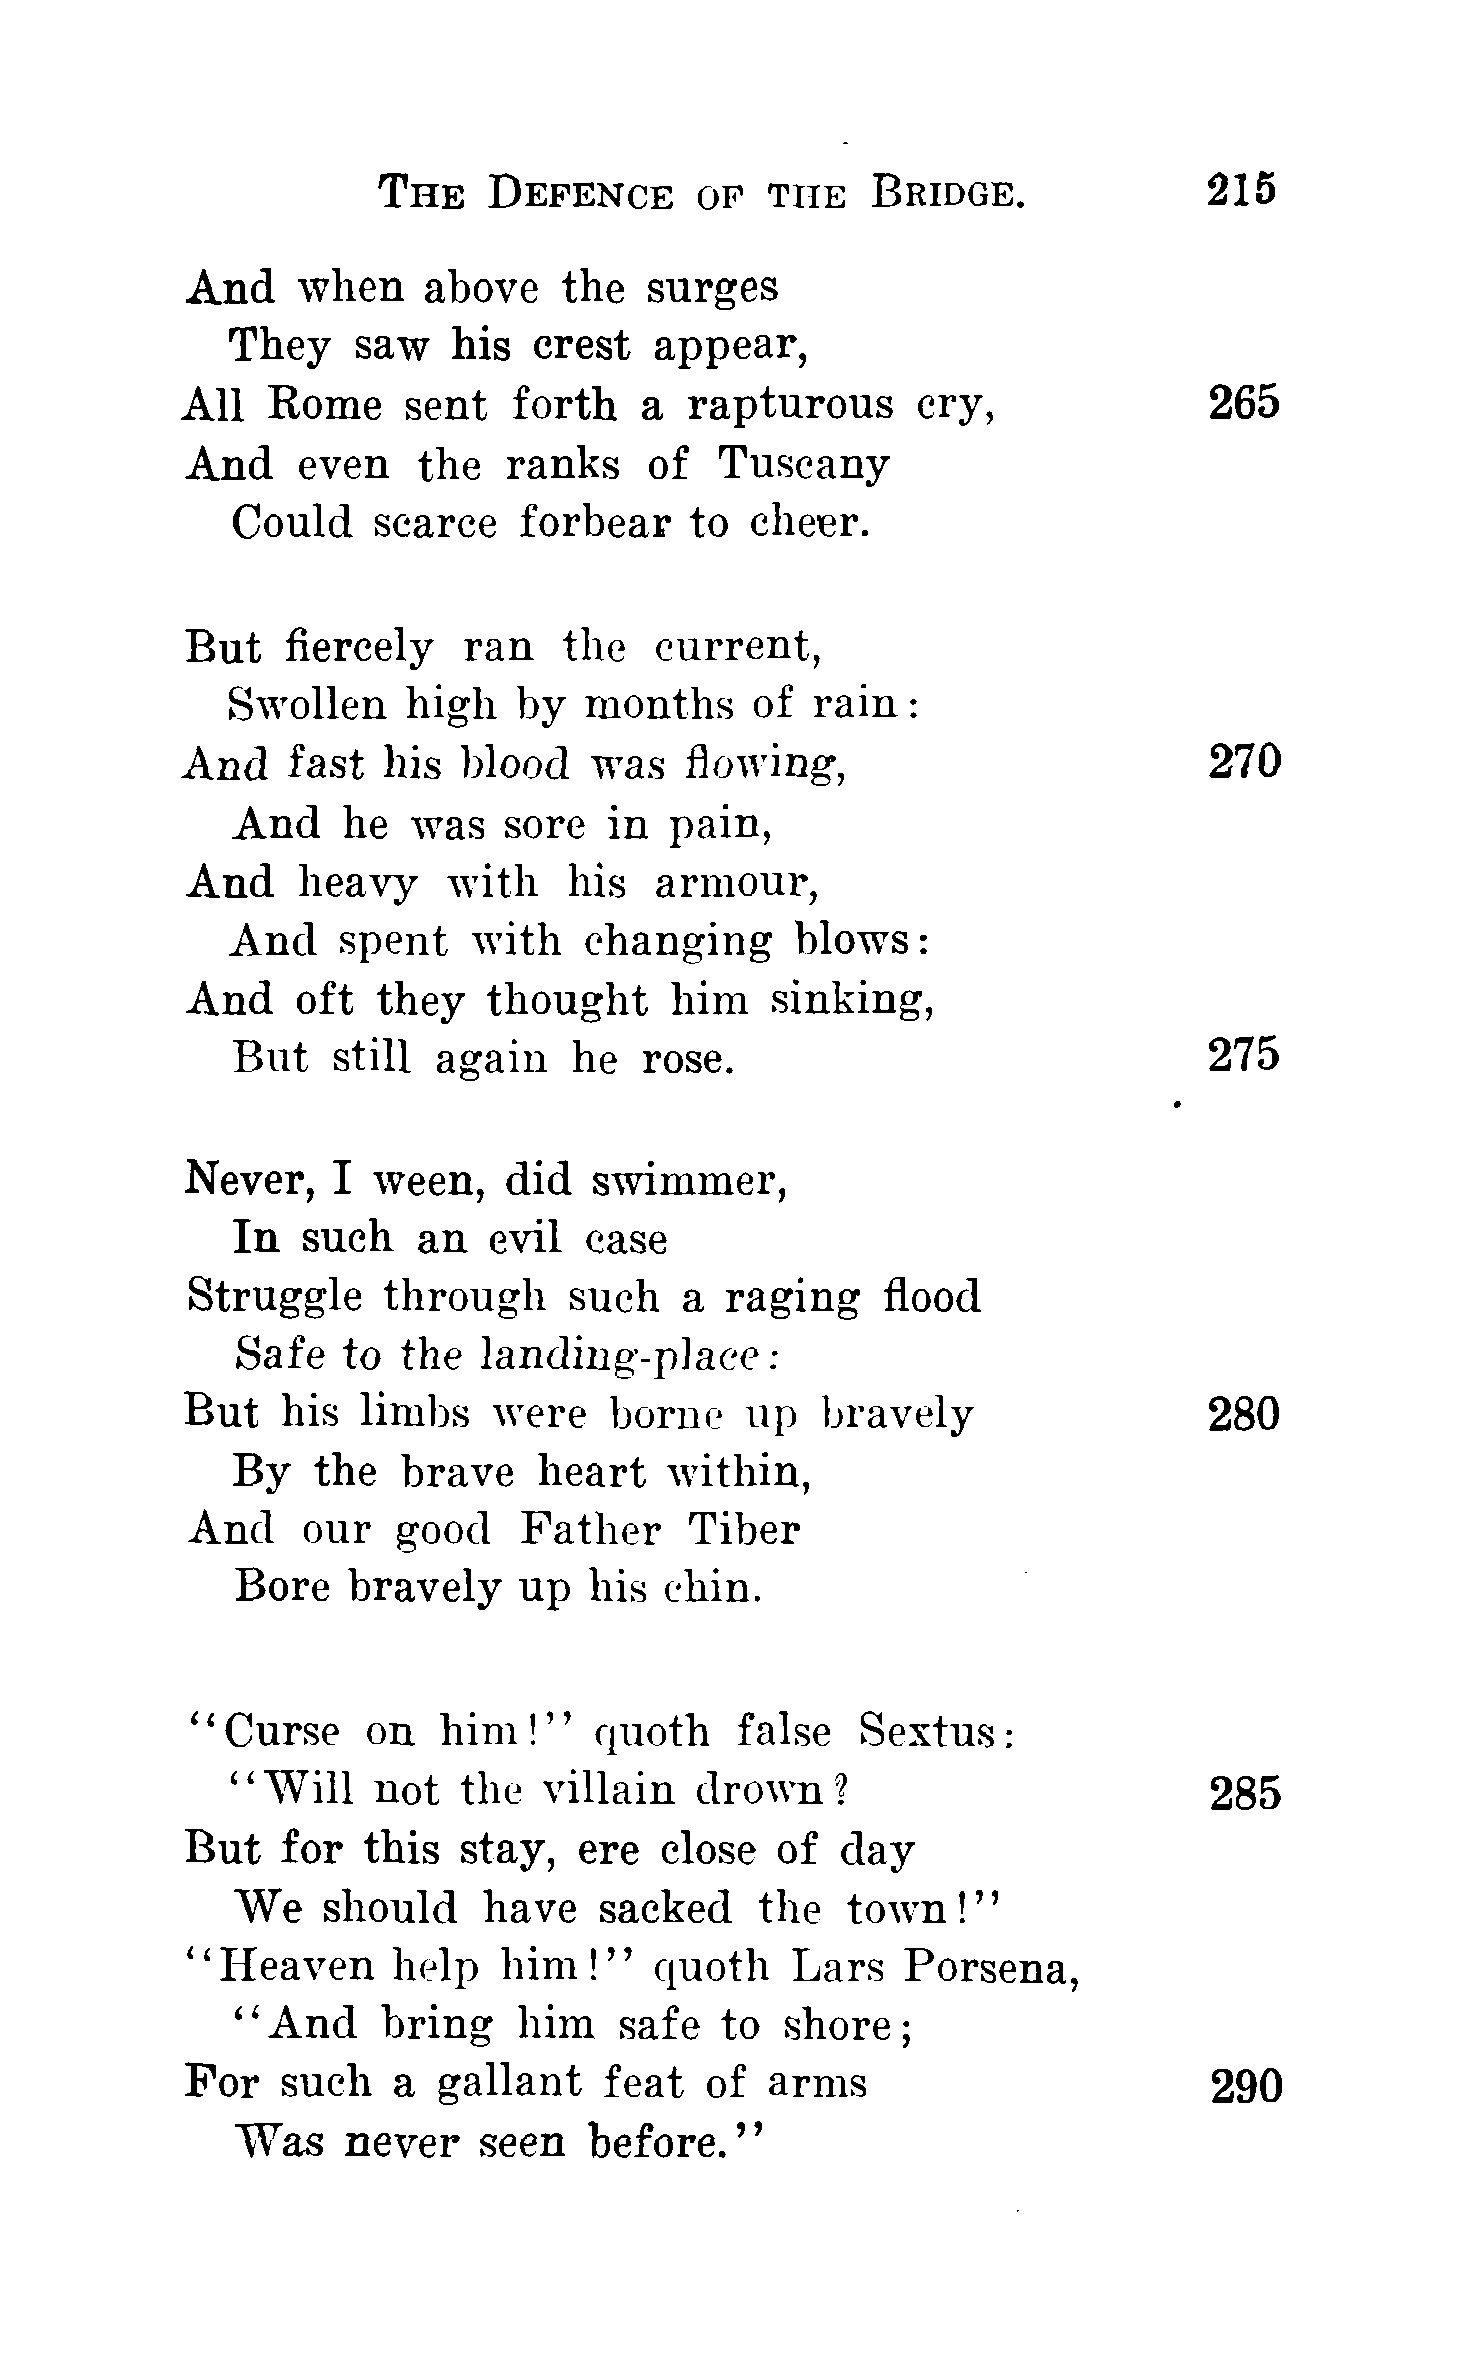 THE DEFENCE OF THE BRIDGE. 215
And when above the surges
They saw his crest appear,
All Rome sent forth a rapturous cry, 265
And even the ranks of Tuscany
Could scarce forbear to cheer.
But fiercely ran the current,
Swollen high by months of rain:
And fast his blood was flowing, 270
And he was sore in pain,
And heavy with his armour,
And spent with changing blows:
And oft they thought him sinking,
But still again he rose. 275
Never, I ween, did swimmer,
In such an evil case
Struggle through such a raging flood
Safe to the landing-place:
But his limbs were borne up bravely 280
By the brave heart within,
And our good Father Tiber
Bore bravely up his chin.
"Curse on him!" quoth false Sextus:
"Will not the villain drown? 285
But for this stay, ere close of day
We should have sacked the town!"
"Heaven help him!" quoth Lars Porsena,
"And bring him safe to shore;
For such a gallant feat of arms 290
Was never seen before."